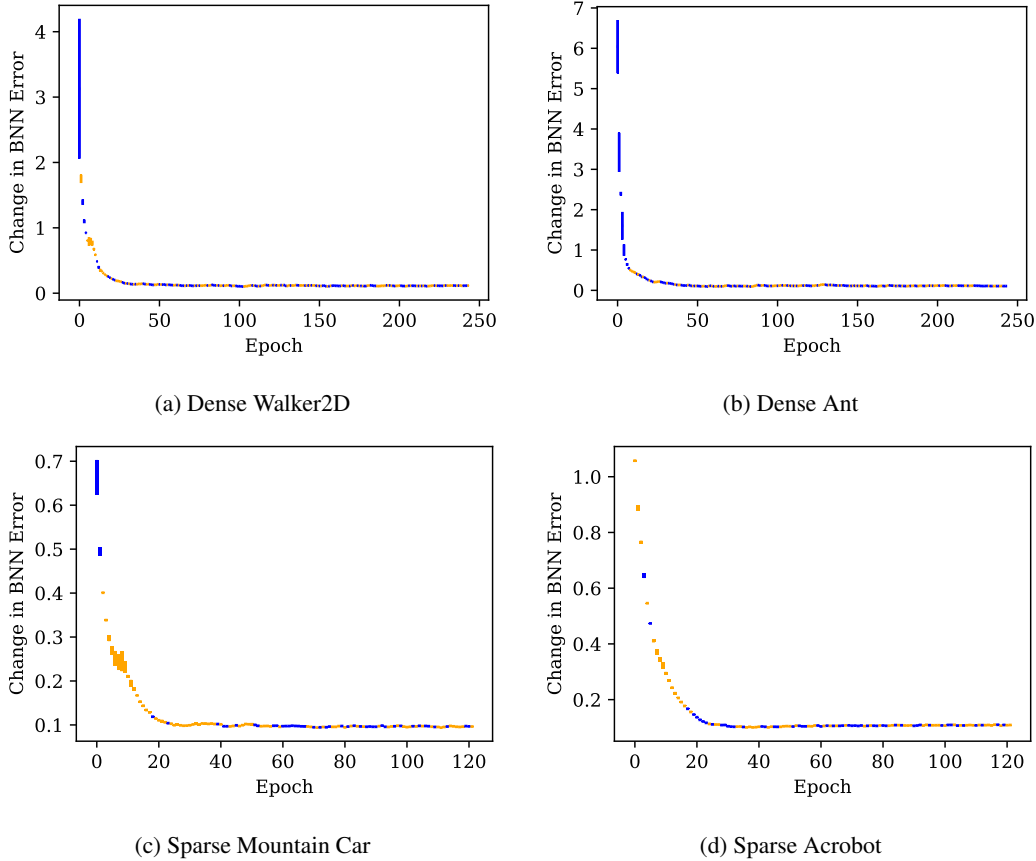 4
3
2
1
0
Change in BNN Error
0 50 100 150 200 250
Epoch
(a) Dense Walker2D
7
6
5
4
3
2
1
0
Change in BNN Error
0 50 100 150 200 250
Epoch
(b) Dense Ant
0.7
0.6
0.5
0.4
0.3
0.2
0.1
Change in BNN Error
0 20 40 60 80 100 120
Epoch
(c) Sparse Mountain Car
1.0
0.8
0.6
0.4
0.2
Change in BNN Error
0 20 40 60 80 100 120
Epoch
(d) Sparse Acrobot